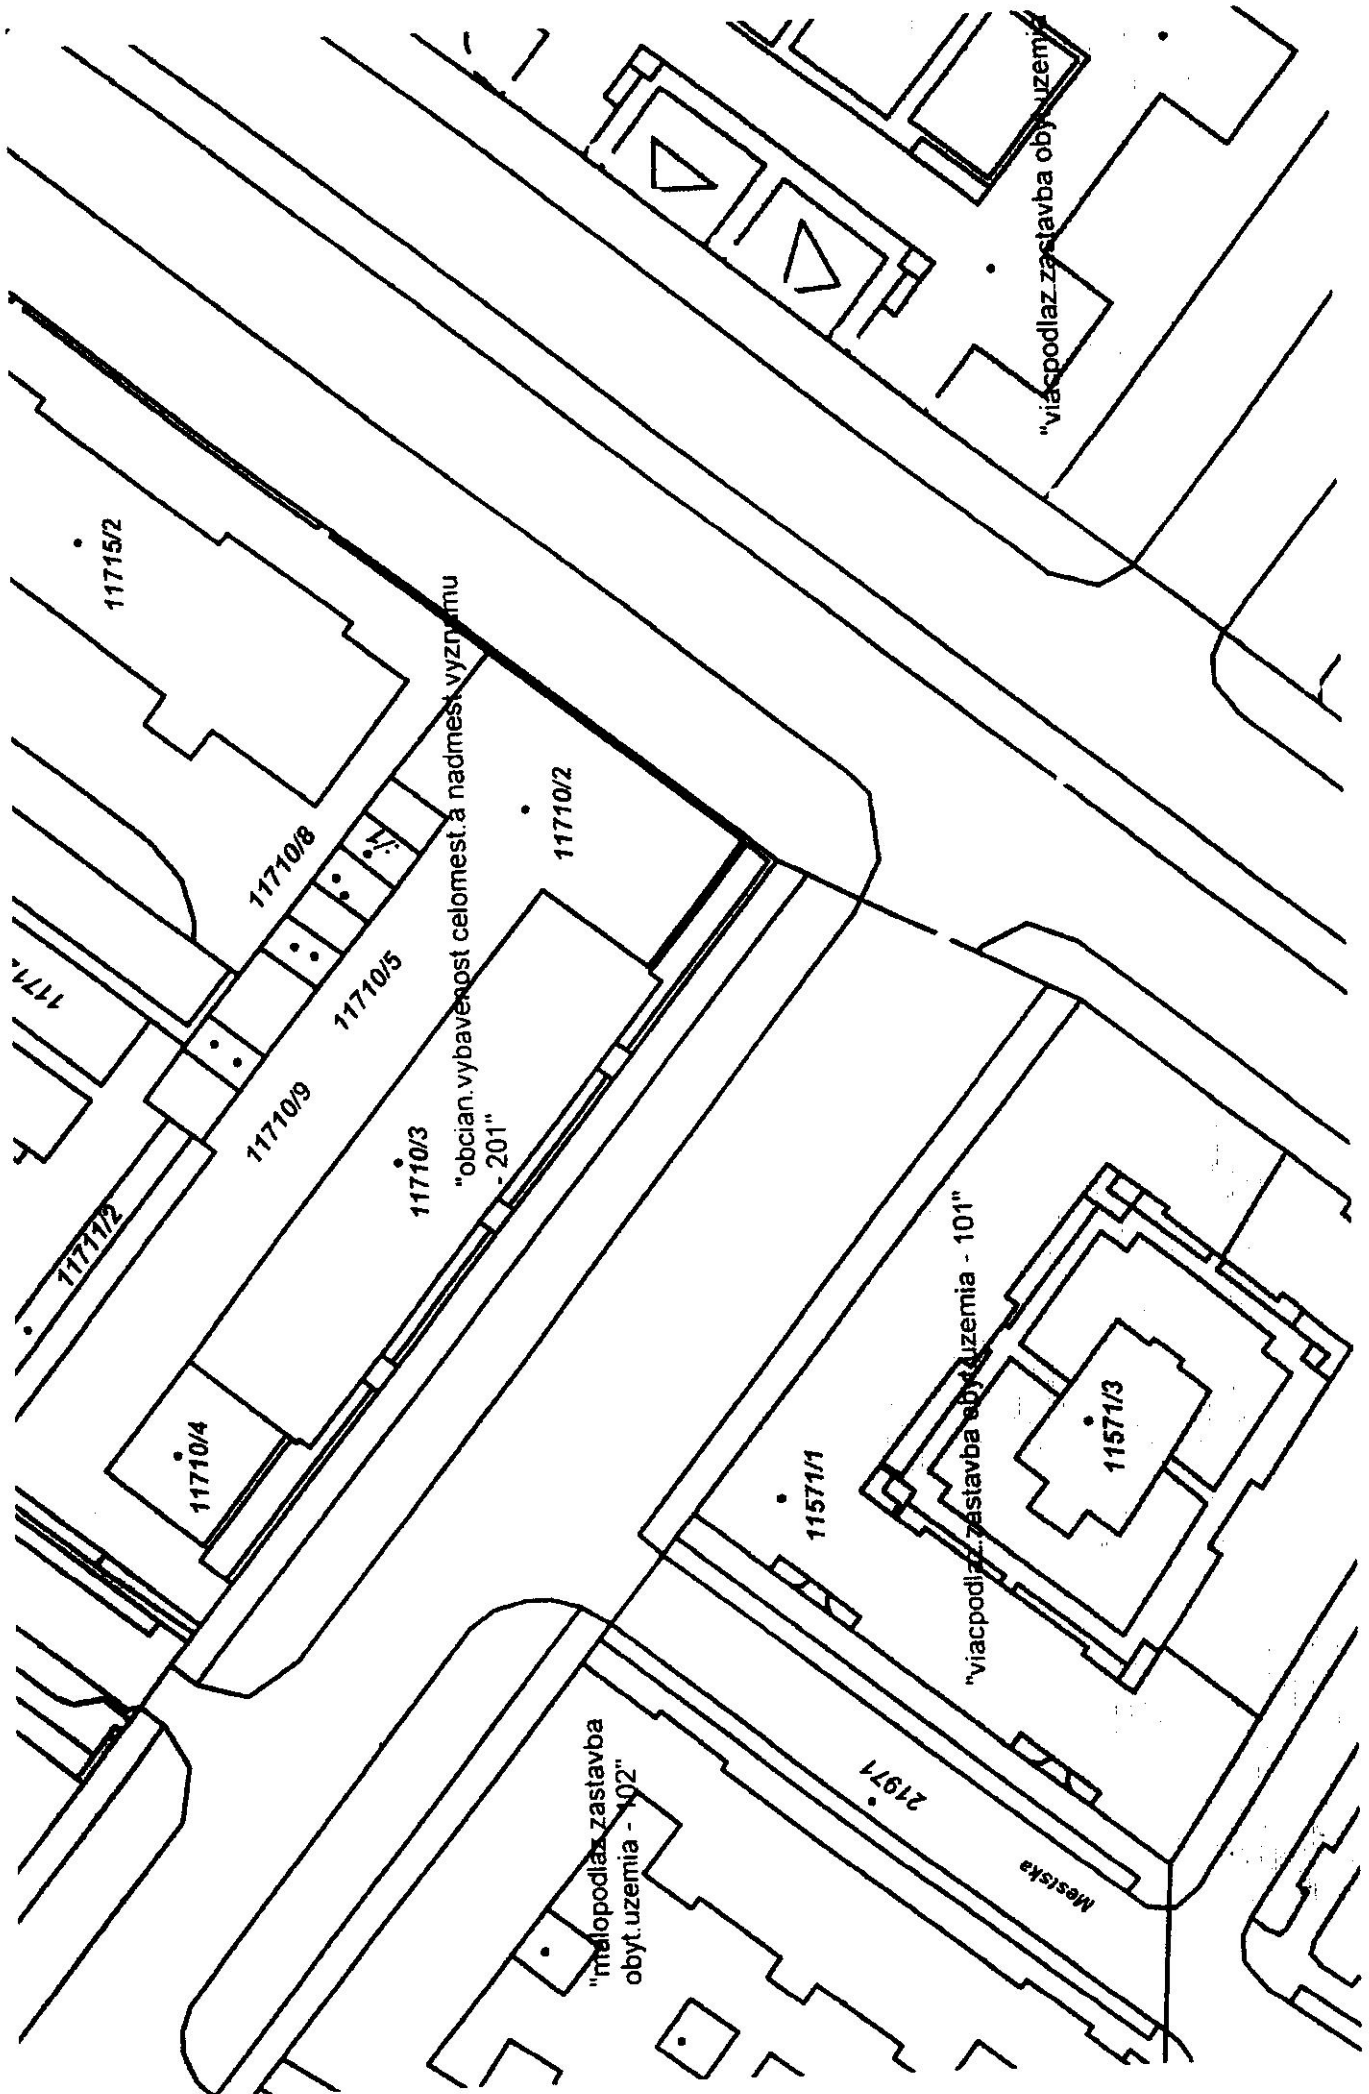 "viacpodlaz.zastavba obyt.uzemia
11715/2
"obcian.vybavenost celomest.a nadmest.vyznamu
- 201"
11710/2
11710/8
11710/5
11710/9
11710/3
11711/2
11710/4
"viacpodlaz.zastavba obyt.uzemia - 101"
11571/3
11571/1
"malopodlaz.zastavba
obyt.uzemia - 102"
21971
Mestska